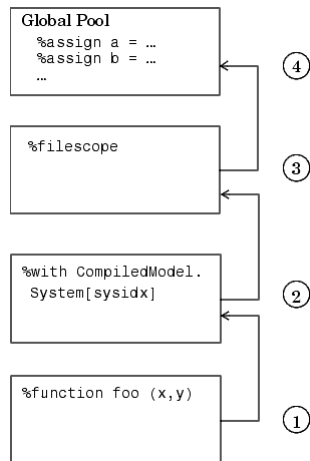 Global Pool
%assign a = …
%assign b = …
…
④
%filescope
③
%with CompiledModel.
System[sysidx]
②
%function foo (x,y)
①